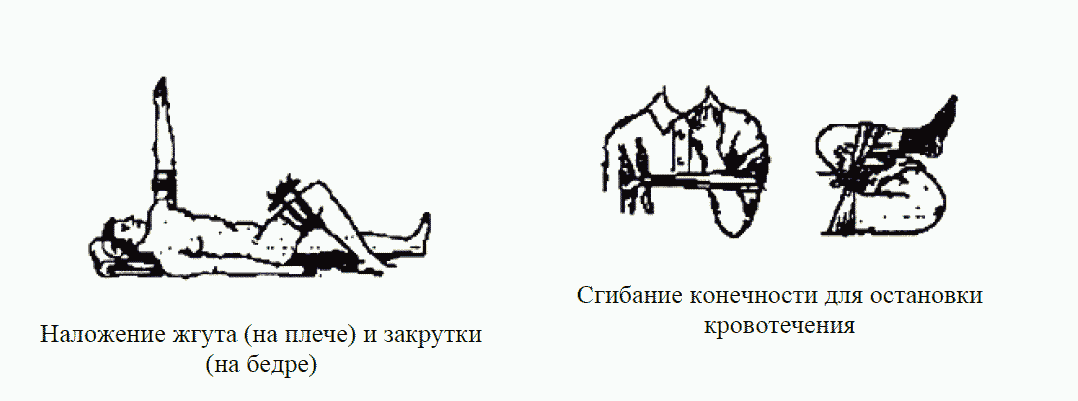 Наложение жгута (на плече) и закрутки
(на бедре)
Сгибание конечности для остановки
кровотечения